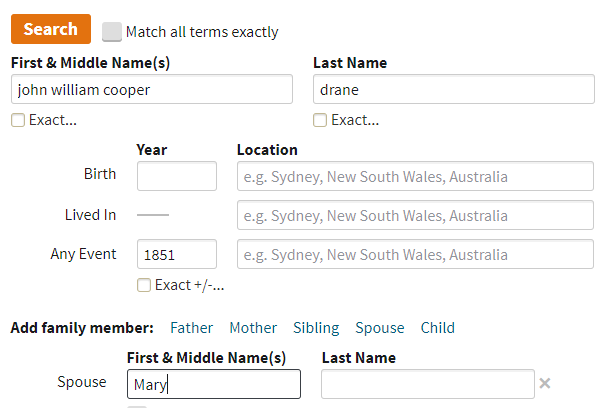 Search Match all terms exactly
First & Middle Name(s) Last Name
john william cooper drane
Exact... Exact...
Year Location
Birth e.g. Sydney, New South Wales, Australia
Lived In e.g. Sydney, New South Wales, Australia
Any Event 1851 e.g. Sydney, New South Wales, Australia
Exact +/-...
Add family member: Father Mother Sibling Spouse Child
First & Middle Name(s) Last Name
Spouse Mary